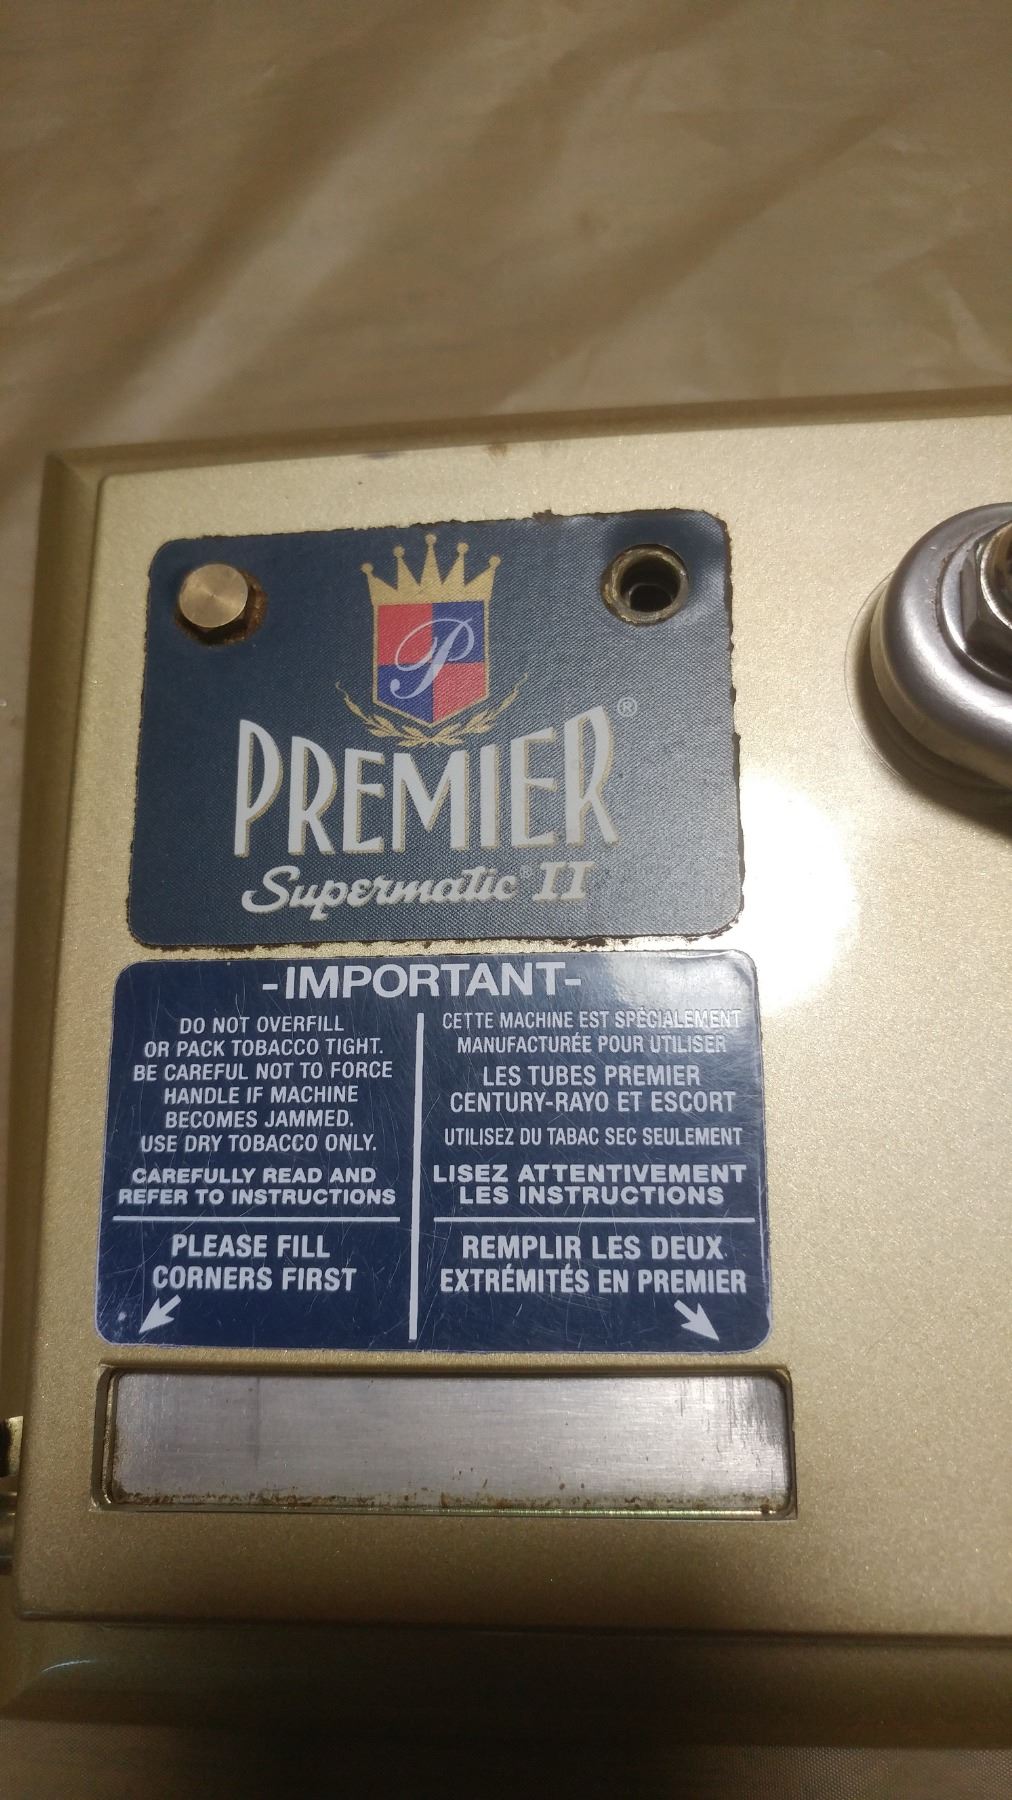 P
PREMIER®
Supermatic® II
-IMPORTANT-
DO NOT OVERFILL
OR PACK TOBACCO TIGHT.
BE CAREFUL NOT TO FORCE
HANDLE IF MACHINE
BECOMES JAMMED.
USE DRY TOBACCO ONLY.
CAREFULLY READ AND
REFER TO INSTRUCTIONS
PLEASE FILL
CORNERS FIRST
CETTE MACHINE EST SPÉCIALEMENT
MANUFACTURÉE POUR UTILISER
LES TUBES PREMIER
CENTURY-RAYO ET ESCORT
UTILISEZ DU TABAC SEC SEULEMENT
LISEZ ATTENTIVEMENT
LES INSTRUCTIONS
REMPLIR LES DEUX
EXTRÉMITÉS EN PREMIER